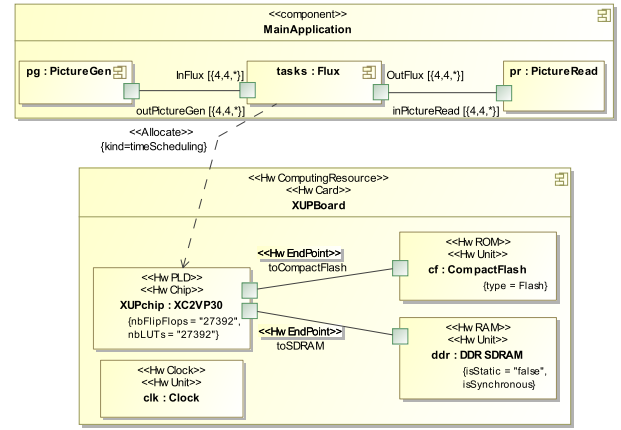 <<component>>
MainApplication
pg : PictureGen
InFlux [{4,4,*}]
tasks : Flux
OutFlux [{4,4,*}]
pr : PictureRead
outPictureGen [{4,4,*}]
inPictureRead [{4,4,*}]
<<Allocate>>
{kind=timeScheduling}
<<Hw ComputingResource>>
<<Hw Card>>
XUPBoard
<<Hw PLD>>
<<Hw Chip>>
XUPchip : XC2VP30
{nbFlipFlops = "27392",
nbLUTs = "27392"}
<<Hw EndPoint>>
toCompactFlash
<<Hw ROM>>
<<Hw Unit>>
cf : CompactFlash
{type = Flash}
<<Hw EndPoint>>
toSDRAM
<<Hw RAM>>
<<Hw Unit>>
ddr : DDR SDRAM
{isStatic = "false",
isSynchronous}
<<Hw Clock>>
<<Hw Unit>>
clk : Clock